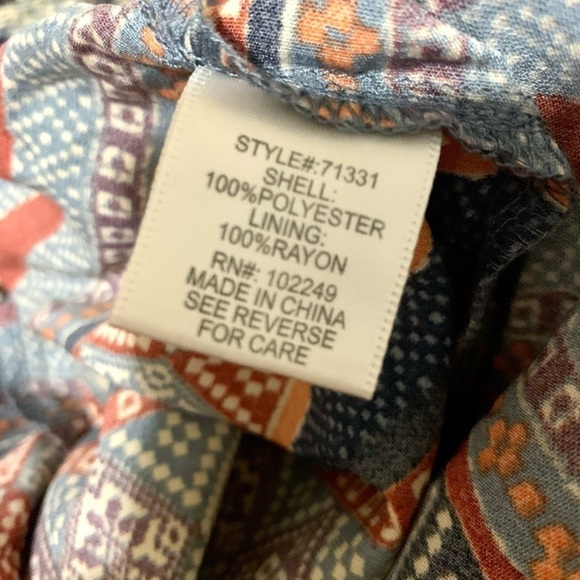 STYLE#:71331
SHELL:
100%POLYESTER
LINING:
100%RAYON
RN#: 102249
MADE IN CHINA
SEE REVERSE
FOR CARE